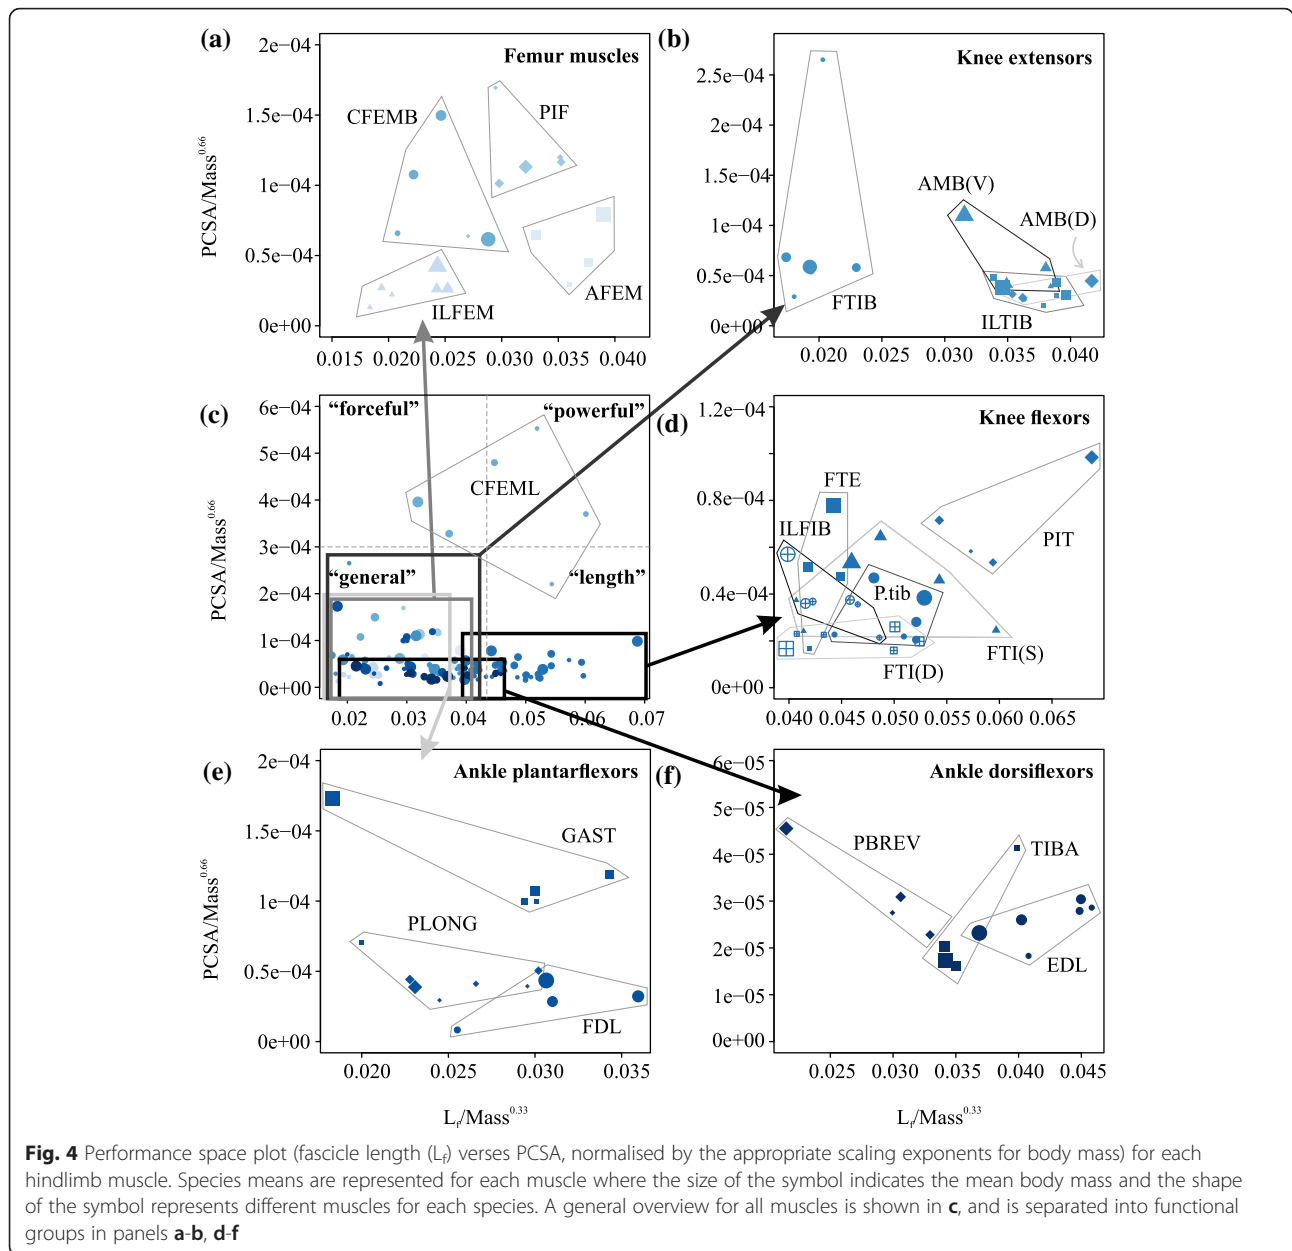 (a)
Femur muscles
2e−04
1.5e−04
1e−04
0.5e−04
0e+00
PCSA/Mass^0.66
CFEMB
PIF
ILFEM
AFEM
0.015 0.020 0.025 0.030 0.035 0.040
(b)
Knee extensors
2.5e−04
1.5e−04
1e−04
0.5e−04
0e+00
AMB(V)
AMB(D)
FTIB
ILTIB
0.020 0.025 0.030 0.035 0.040
(c)
"forceful"
"powerful"
6e−04
5e−04
4e−04
3e−04
2e−04
1e−04
0e+00
PCSA/Mass^0.66
CFEML
"general"
"length"
0.02 0.03 0.04 0.05 0.06 0.07
(d)
Knee flexors
1.2e−04
0.8e−04
0.4e−04
0e+00
FTE
ILFIB
PIT
P.tib
FTI(S)
FTI(D)
0.040 0.045 0.050 0.055 0.060 0.065
(e)
Ankle plantarflexors
2e−04
1.5e−04
1e−04
0.5e−04
0e+00
PCSA/Mass^0.66
GAST
PLONG
FDL
0.020 0.025 0.030 0.035
L_f/Mass^0.33
(f)
Ankle dorsiflexors
6e−05
5e−05
4e−05
3e−05
2e−05
1e−05
0e+00
PBREV
TIBA
EDL
0.025 0.030 0.035 0.040 0.045
L_f/Mass^0.33
Fig. 4 Performance space plot (fascicle length (L_f) verses PCSA, normalised by the appropriate scaling exponents for body mass) for each
hindlimb muscle. Species means are represented for each muscle where the size of the symbol indicates the mean body mass and the shape
of the symbol represents different muscles for each species. A general overview for all muscles is shown in c, and is separated into functional
groups in panels a-b, d-f